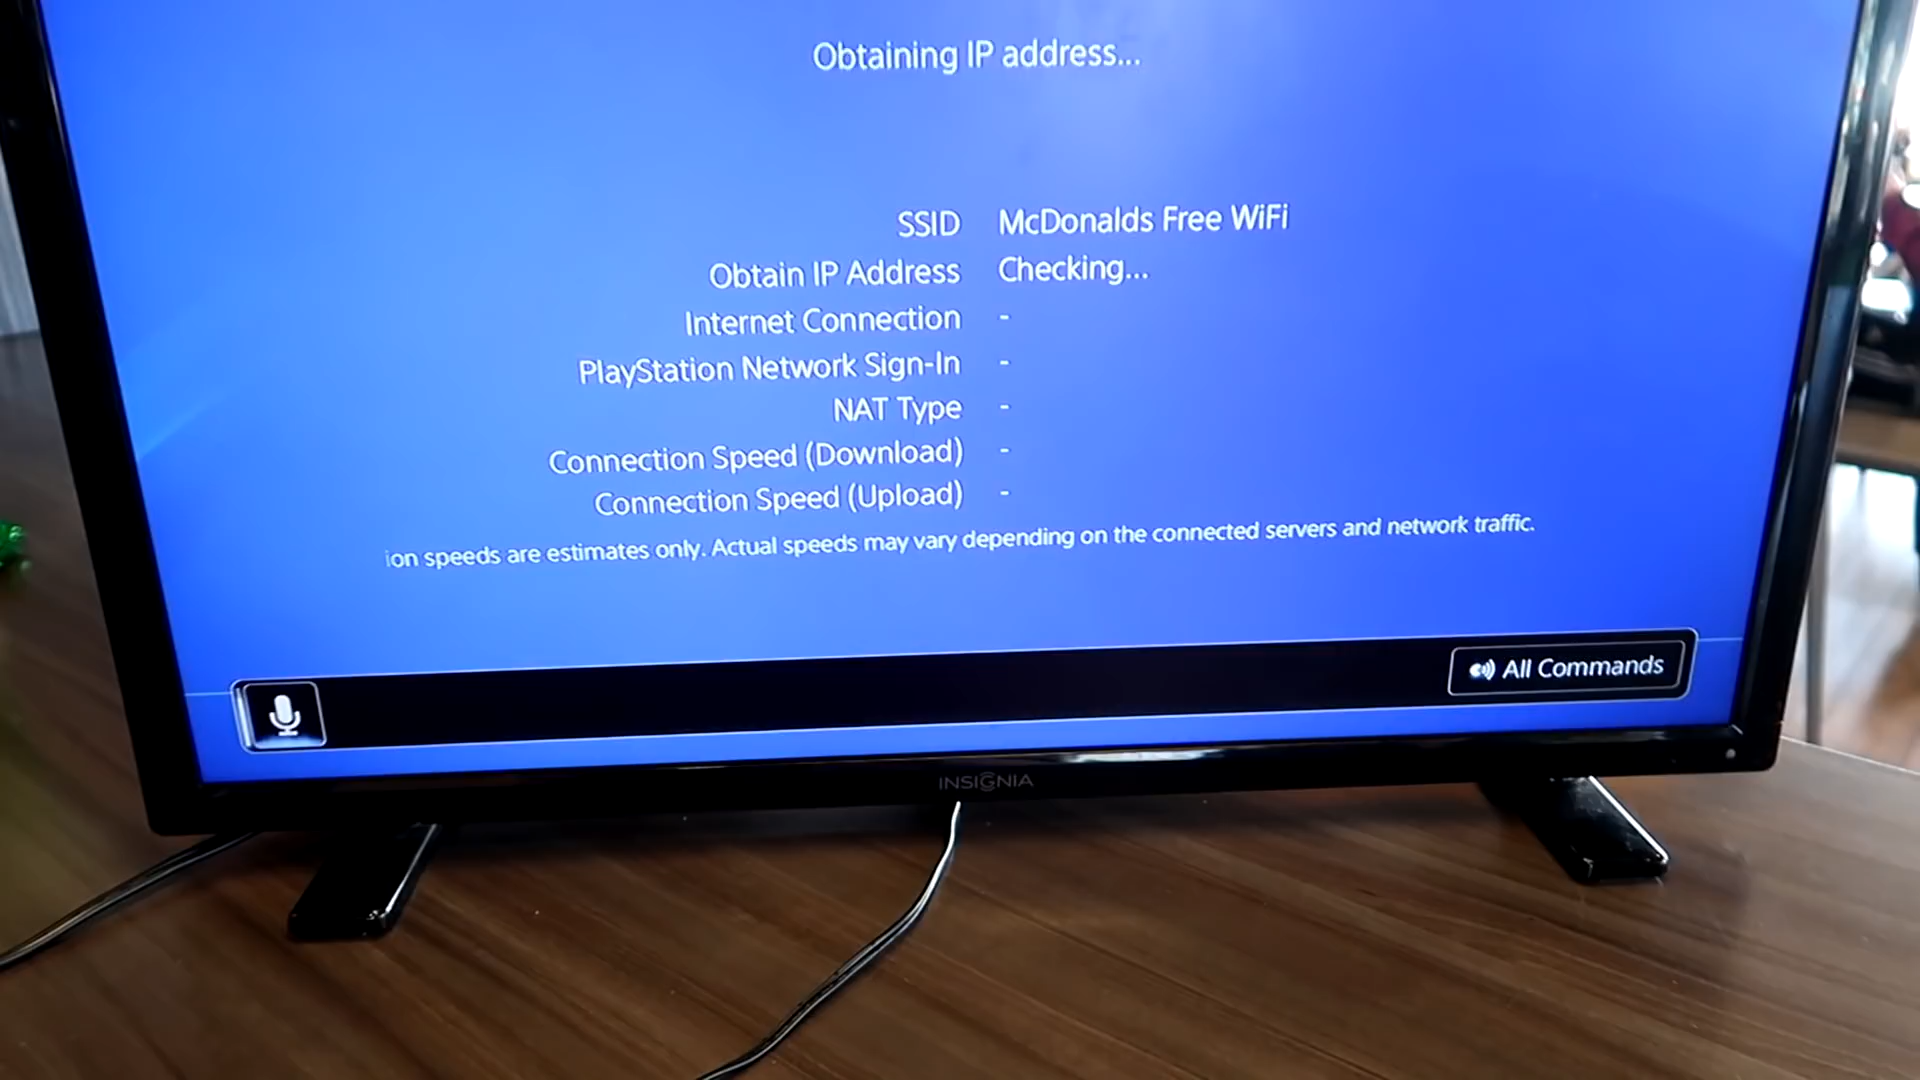 Obtaining IP address...
SSID McDonalds Free WiFi
Obtain IP Address Checking...
Internet Connection -
PlayStation Network Sign-In -
NAT Type -
Connection Speed (Download) -
Connection Speed (Upload) -
ion speeds are estimates only. Actual speeds may vary depending on the connected servers and network traffic.
All Commands
INSIGNIA